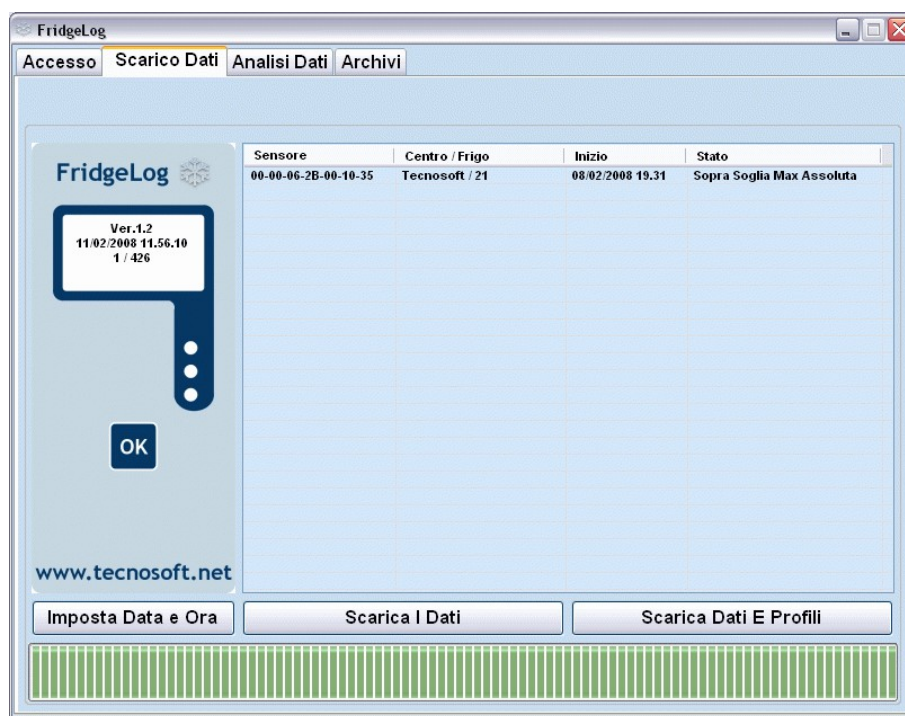 FridgeLog
Accesso Scarico Dati Analisi Dati Archivi
FridgeLog
Ver.1.2
11/02/2008 11.56.10
1 / 426
OK
www.tecnosoft.net
Sensore Centro / Frigo Inizio Stato
00-00-06-2B-00-10-35 Tecnosoft / 21 08/02/2008 19.31 Sopra Soglia Max Assoluta
Imposta Data e Ora Scarica I Dati Scarica Dati E Profili